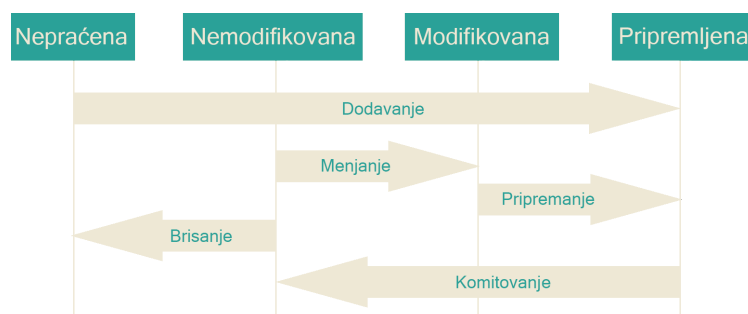 Nepraćena
Nemodifikovana
Modifikovana
Pripremljena
Dodavanje
Menjanje
Pripremanje
Brisanje
Komitovanje